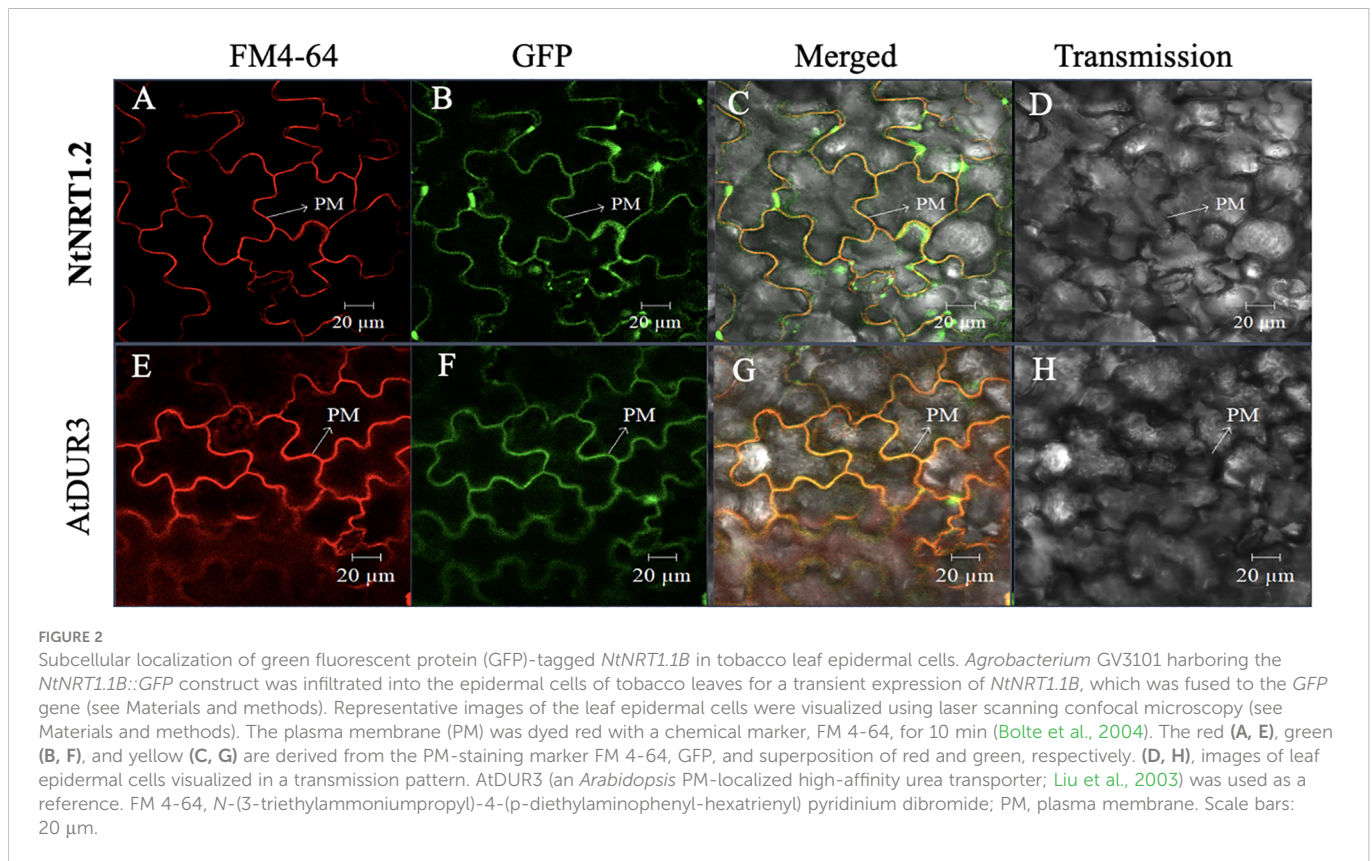 FM4-64 GFP Merged Transmission
NtNRT1.2
A B C D
PM PM PM PM
20 µm 20 µm 20 µm 20 µm
AtDUR3
E F G H
PM PM PM PM
20 µm 20 µm 20 µm 20 µm
FIGURE 2
Subcellular localization of green fluorescent protein (GFP)-tagged NtNRT1.1B in tobacco leaf epidermal cells. Agrobacterium GV3101 harboring the
NtNRT1.1B::GFP construct was infiltrated into the epidermal cells of tobacco leaves for a transient expression of NtNRT1.1B, which was fused to the GFP
gene (see Materials and methods). Representative images of the leaf epidermal cells were visualized using laser scanning confocal microscopy (see
Materials and methods). The plasma membrane (PM) was dyed red with a chemical marker, FM 4-64, for 10 min (Bolte et al., 2004). The red (A, E), green
(B, F), and yellow (C, G) are derived from the PM-staining marker FM 4-64, GFP, and superposition of red and green, respectively. (D, H), images of leaf
epidermal cells visualized in a transmission pattern. AtDUR3 (an Arabidopsis PM-localized high-affinity urea transporter; Liu et al., 2003) was used as a
reference. FM 4-64, N-(3-triethylammoniumpropyl)-4-(p-diethylaminophenyl-hexatrienyl) pyridinium dibromide; PM, plasma membrane. Scale bars:
20 µm.